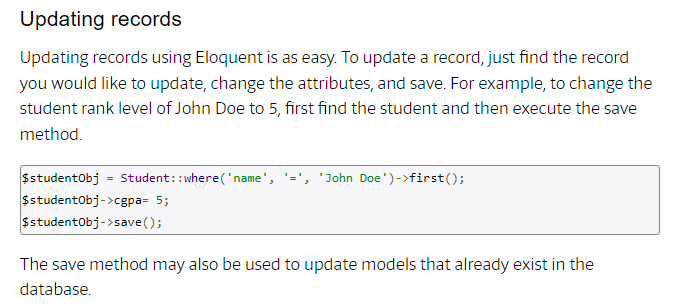 Updating records
Updating records using Eloquent is as easy. To update a record, just find the record
you would like to update, change the attributes, and save. For example, to change the
student rank level of John Doe to 5, first find the student and then execute the save
method.
$studentObj = Student::where('name', '=', 'John Doe')->first();
$studentObj->cgpa= 5;
$studentObj->save();
The save method may also be used to update models that already exist in the
database.